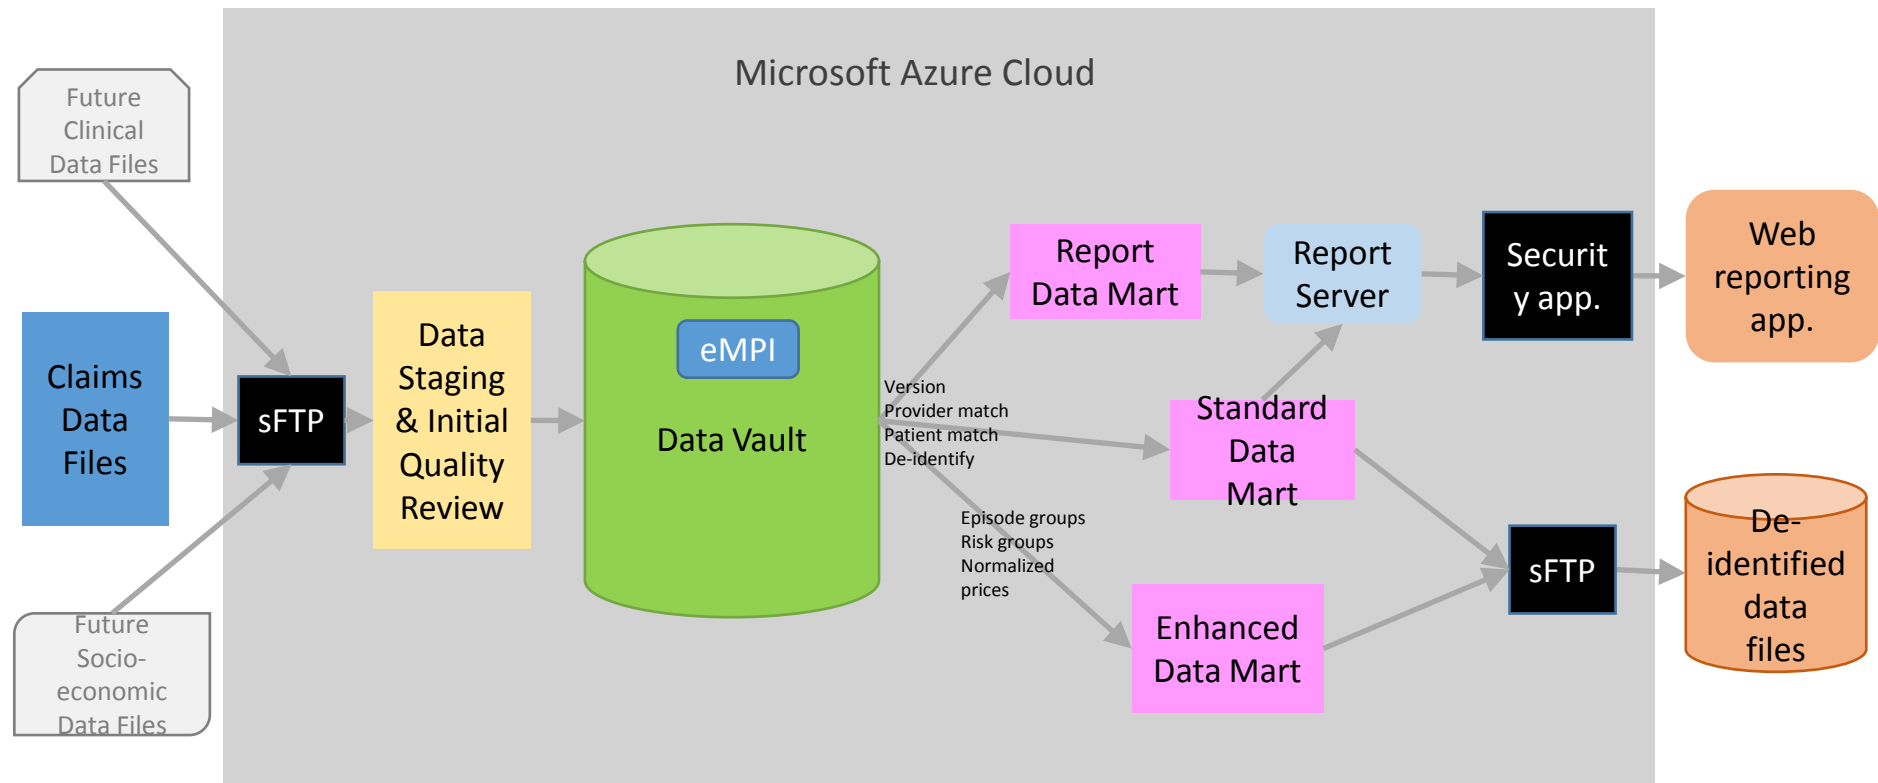 Microsoft Azure Cloud
Future
Clinical
Data Files
Claims
Data
Files
Future
Socio-
economic
Data Files
sFTP
Data
Staging
& Initial
Quality
Review
eMPI
Data Vault
Version
Provider match
Patient match
De-identify
Episode groups
Risk groups
Normalized
prices
Report
Data Mart
Standard
Data
Mart
Enhanced
Data Mart
Report
Server
Securit
y app.
sFTP
Web
reporting
app.
De-
identified
data
files